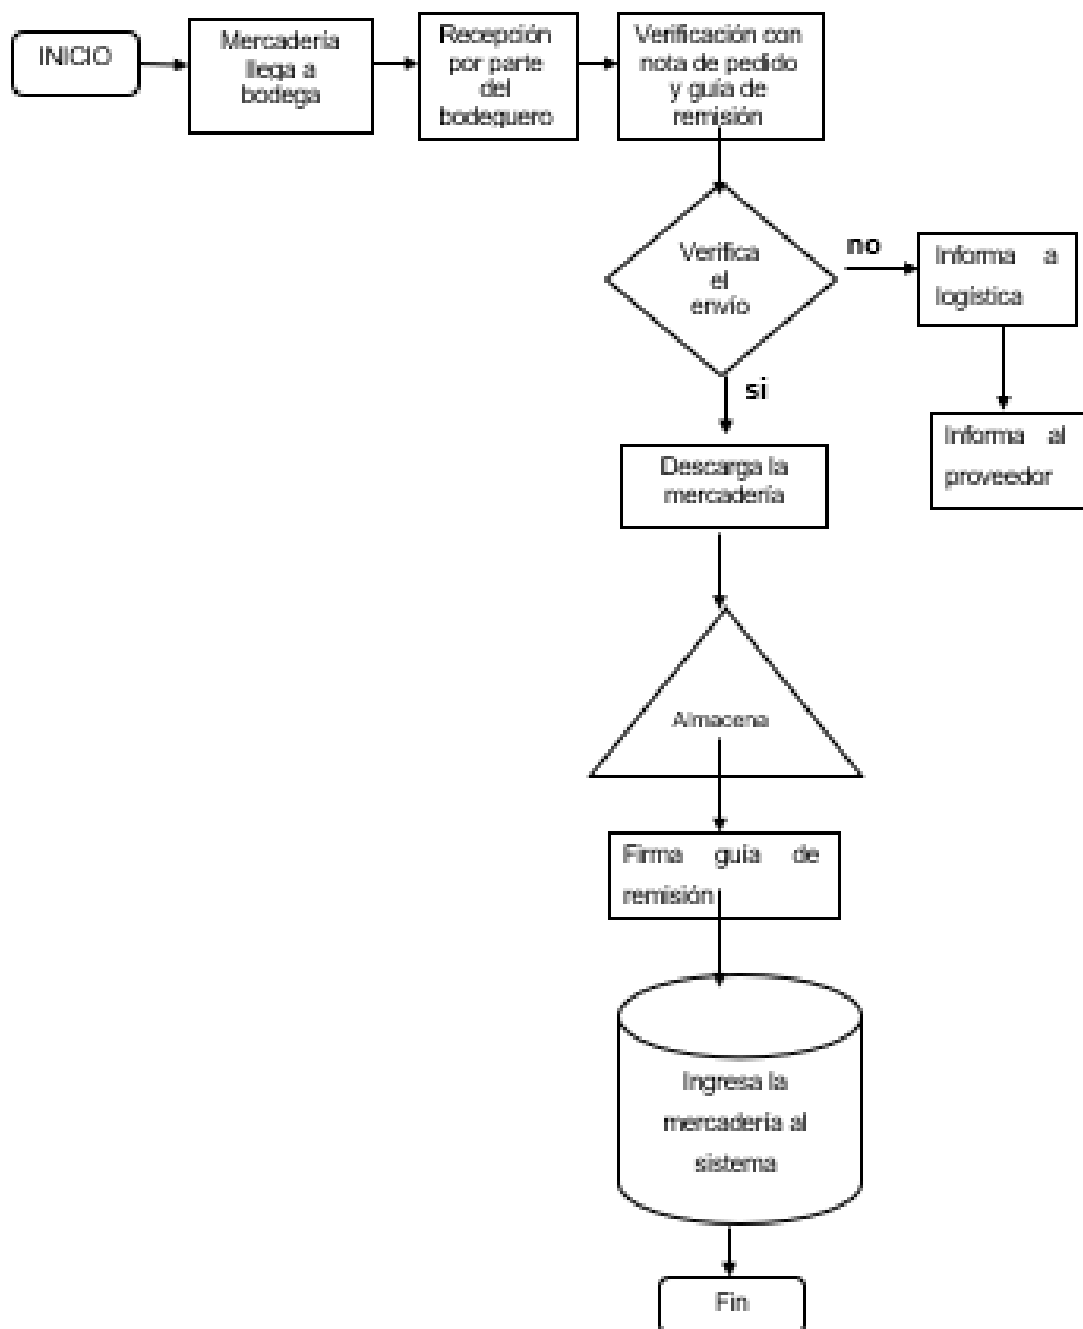 INICIO
Mercadería
llega a
bodega
Recepción
por parte
del
bodeguero
Verificación con
nota de pedido
y guía de
remisión
Verifica
el
envío
no
Informa a
logística
si
Informa al
proveedor
Descarga la
mercadería
Almacena
Firma guía de
remisión
Ingresa la
mercadería al
sistema
Fin